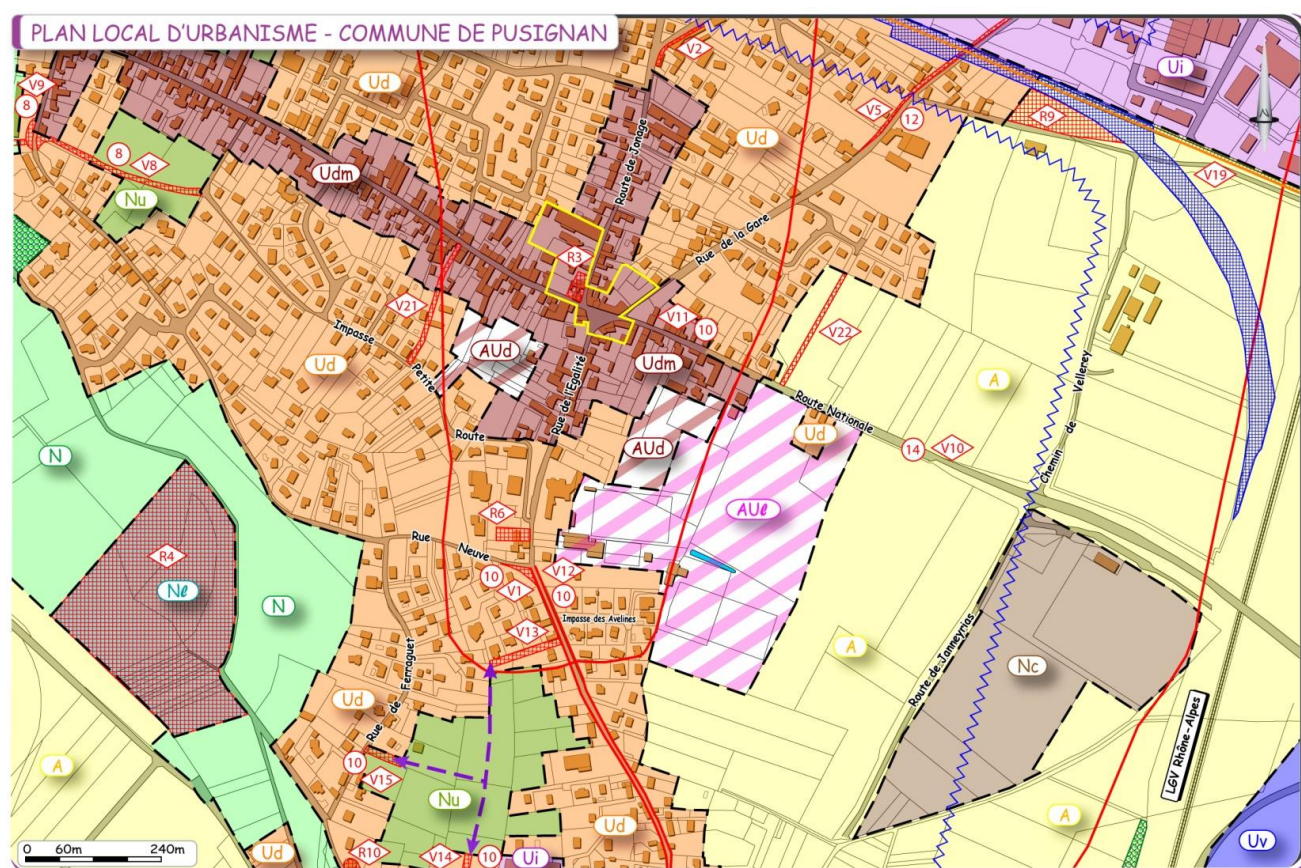 PLAN LOCAL D'URBANISME - COMMUNE DE PUSIGNAN
V2
Ui
V9
Ud
8
V5
12
R9
Ud
8
V8
Udm
Route de Jonage
V19
Nu
Rue de la Gare
R3
V21
V11
10
V22
Impasse
AUd
Udm
Ud
Petite
A
Chemin de Vellerey
Rue de l'Egalité
Route Nationale
Route
Ud
AUd
14
V10
N
AUℓ
R6
Rue
Neuve
R4
V12
10
V1
10
Nℓ
N
Impasse des Avelines
V13
A
Route de Janneyrias
Nc
Rue de Ferraguet
Ud
LGV Rhône-Alpes
A
10
V15
Nu
A
Ud
Uv
0 60m 240m
Ud
R10
V14
10
Ui